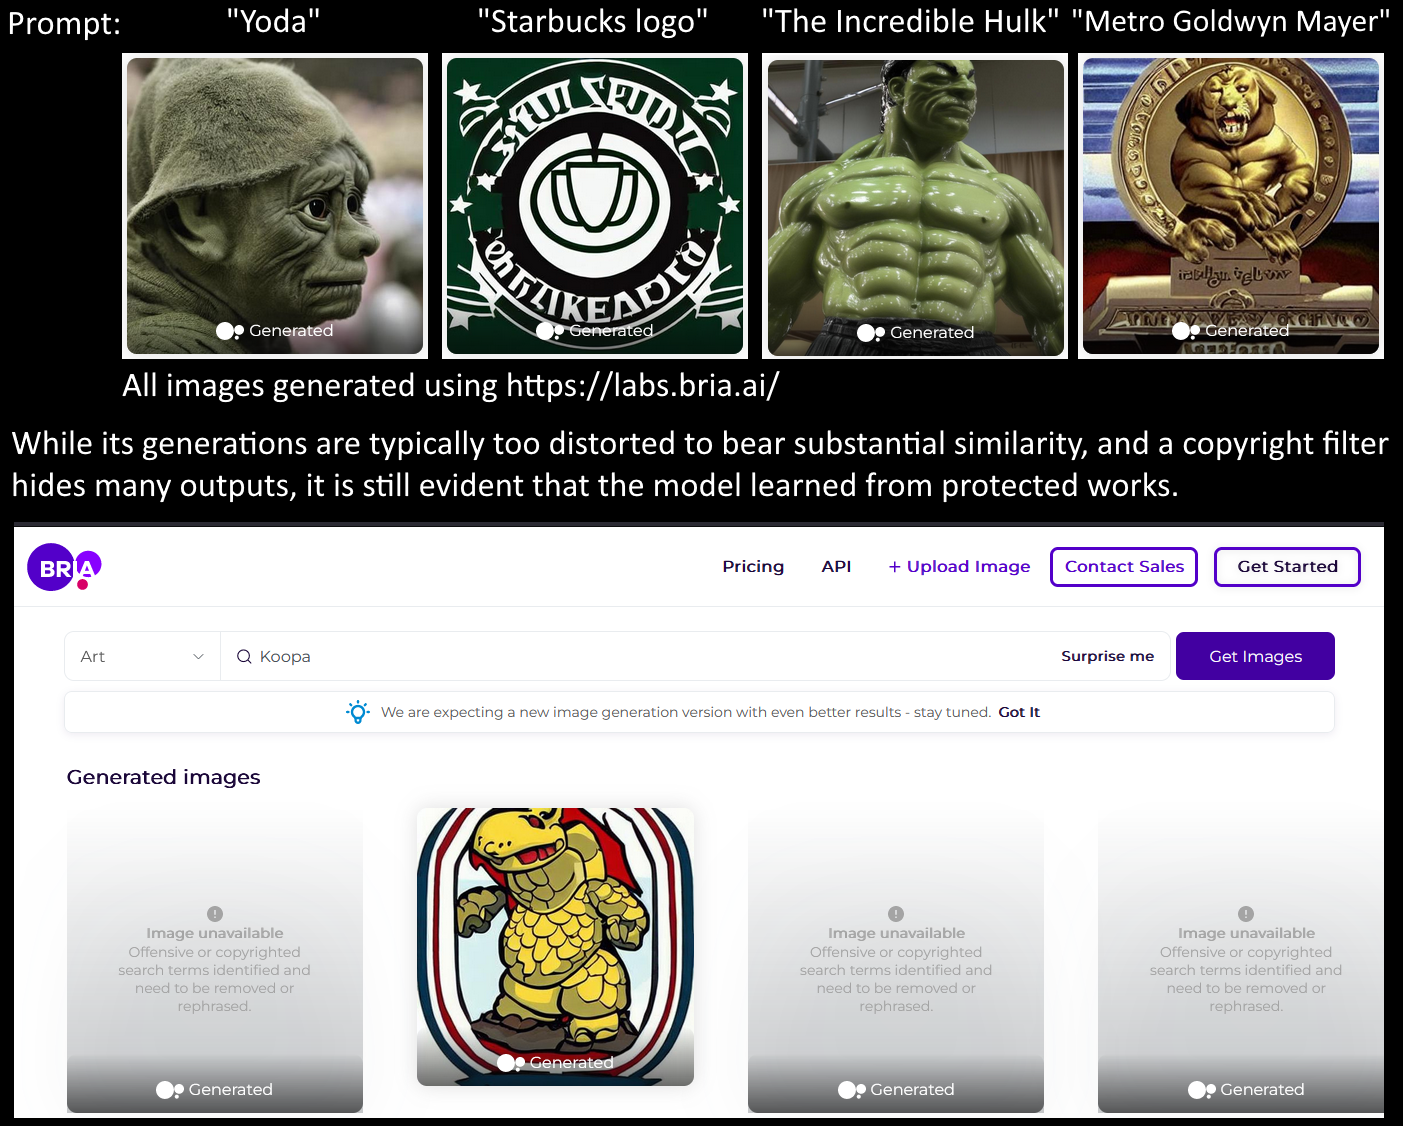 Prompt:
"Yoda"
"Starbucks logo"
"The Incredible Hulk"
"Metro Goldwyn Mayer"
Generated
Generated
Generated
Generated
All images generated using https://labs.bria.ai/
While its generations are typically too distorted to bear substantial similarity, and a copyright filter
hides many outputs, it is still evident that the model learned from protected works.
BRIA
Pricing
API
+ Upload Image
Contact Sales
Get Started
Art
Koopa
Surprise me
Get Images
We are expecting a new image generation version with even better results - stay tuned. Got It
Generated images
Image unavailable
Offensive or copyrighted
search terms identified and
need to be removed or
rephrased.
Generated
Generated
Image unavailable
Offensive or copyrighted
search terms identified and
need to be removed or
rephrased.
Generated
Image unavailable
Offensive or copyrighted
search terms identified and
need to be removed or
rephrased.
Generated